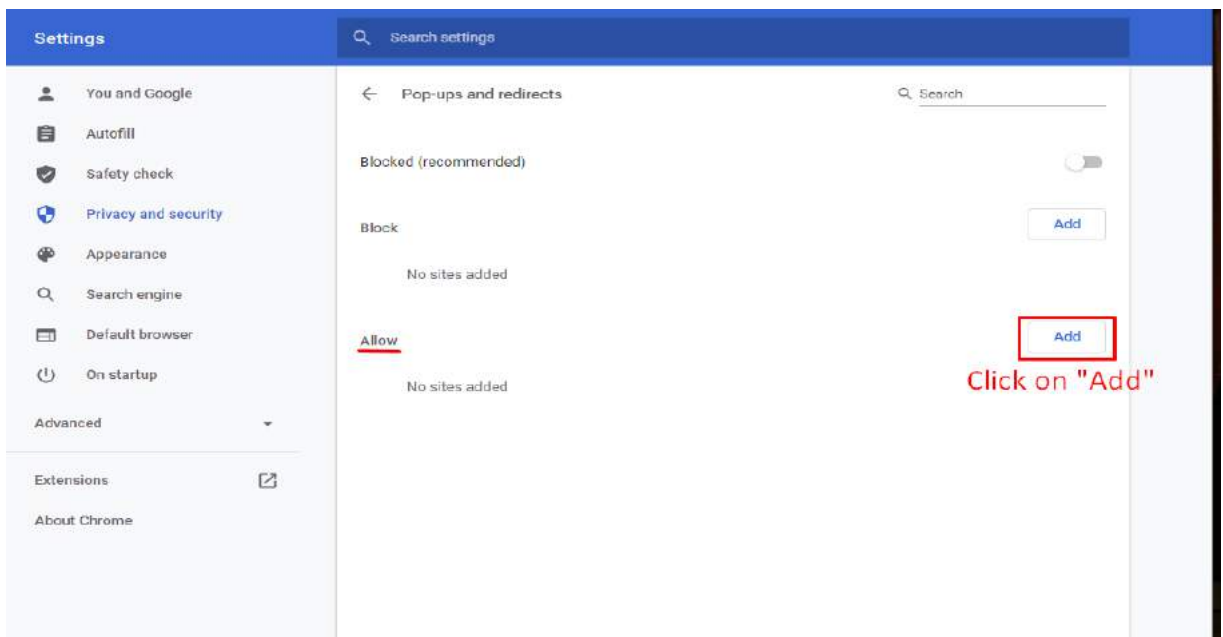 Settings
Search settings
You and Google
Autofill
Safety check
Privacy and security
Appearance
Search engine
Default browser
On startup
Advanced
Extensions
About Chrome
Pop-ups and redirects
Search
Blocked (recommended)
Block
Add
No sites added
Allow
Add
Click on "Add"
No sites added